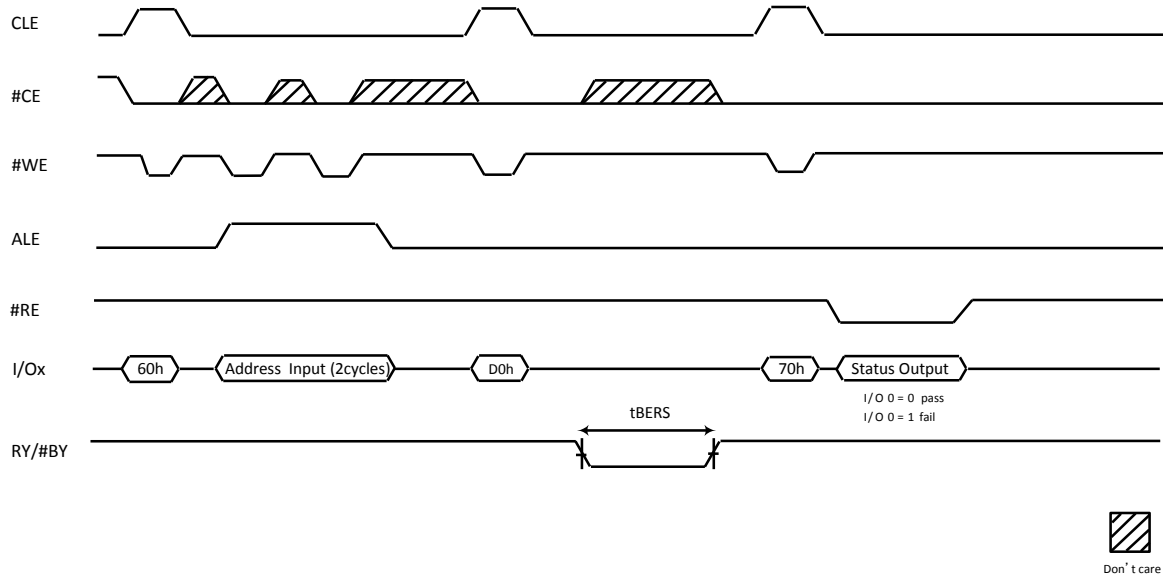 CLE
#CE
#WE
ALE
#RE
I/Ox
60h
Address Input (2cycles)
D0h
70h
Status Output
I/O 0 = 0 pass
I/O 0 = 1 fail
tBERS
RY/#BY
Don't care